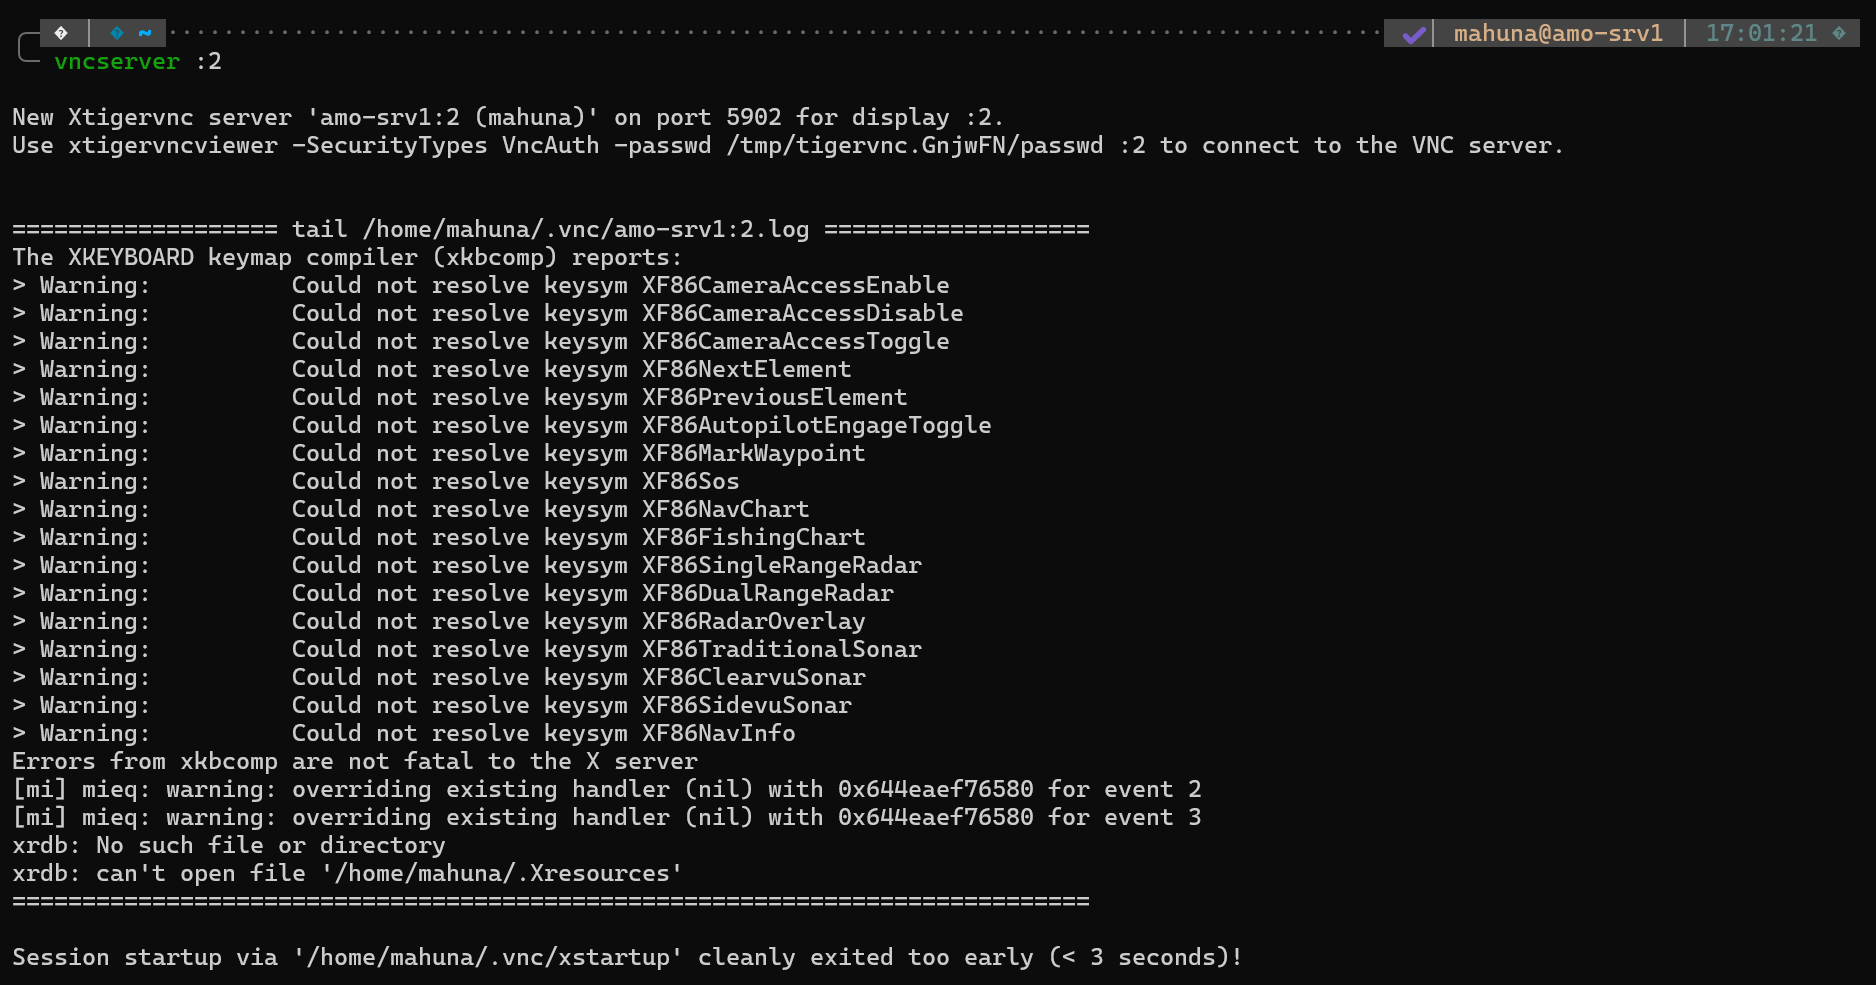 ~ mahuna@amo-srv1 17:01:21
vncserver :2
New Xtigervnc server 'amo-srv1:2 (mahuna)' on port 5902 for display :2.
Use xtigervncviewer -SecurityTypes VncAuth -passwd /tmp/tigervnc.GnjwFN/passwd :2 to connect to the VNC server.
=================== tail /home/mahuna/.vnc/amo-srv1:2.log ===================
The XKEYBOARD keymap compiler (xkbcomp) reports:
> Warning:          Could not resolve keysym XF86CameraAccessEnable
> Warning:          Could not resolve keysym XF86CameraAccessDisable
> Warning:          Could not resolve keysym XF86CameraAccessToggle
> Warning:          Could not resolve keysym XF86NextElement
> Warning:          Could not resolve keysym XF86PreviousElement
> Warning:          Could not resolve keysym XF86AutopilotEngageToggle
> Warning:          Could not resolve keysym XF86MarkWaypoint
> Warning:          Could not resolve keysym XF86Sos
> Warning:          Could not resolve keysym XF86NavChart
> Warning:          Could not resolve keysym XF86FishingChart
> Warning:          Could not resolve keysym XF86SingleRangeRadar
> Warning:          Could not resolve keysym XF86DualRangeRadar
> Warning:          Could not resolve keysym XF86RadarOverlay
> Warning:          Could not resolve keysym XF86TraditionalSonar
> Warning:          Could not resolve keysym XF86ClearvuSonar
> Warning:          Could not resolve keysym XF86SidevuSonar
> Warning:          Could not resolve keysym XF86NavInfo
Errors from xkbcomp are not fatal to the X server
[mi] mieq: warning: overriding existing handler (nil) with 0x644eaef76580 for event 2
[mi] mieq: warning: overriding existing handler (nil) with 0x644eaef76580 for event 3
xrdb: No such file or directory
xrdb: can't open file '/home/mahuna/.Xresources'
=============================================================================
Session startup via '/home/mahuna/.vnc/xstartup' cleanly exited too early (< 3 seconds)!